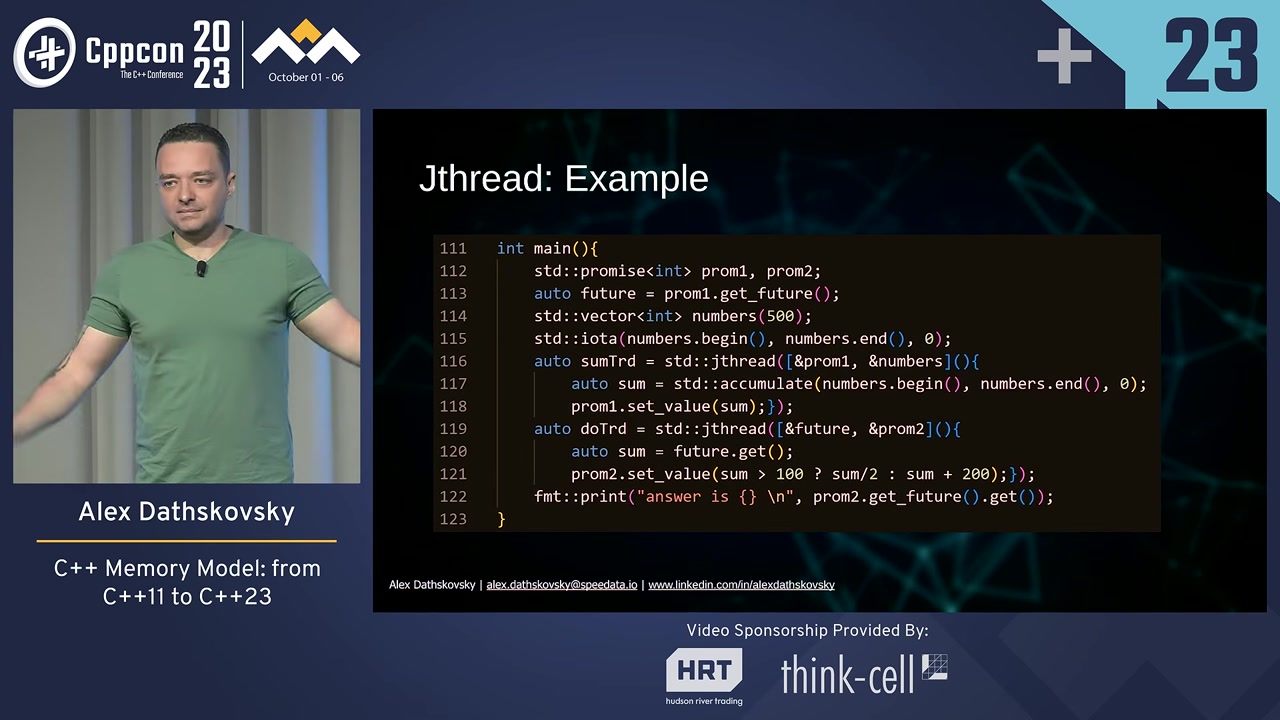 Cppcon
The C++ Conference
20
23
October 01 - 06
23
Jthread: Example
111 int main(){
112 std::promise<int> prom1, prom2;
113 auto future = prom1.get_future();
114 std::vector<int> numbers(500);
115 std::iota(numbers.begin(), numbers.end(), 0);
116 auto sumTrd = std::jthread([&prom1, &numbers](){
117 auto sum = std::accumulate(numbers.begin(), numbers.end(), 0);
118 prom1.set_value(sum);});
119 auto doTrd = std::jthread([&future, &prom2](){
120 auto sum = future.get();
121 prom2.set_value(sum > 100 ? sum/2 : sum + 200);});
122 fmt::print("answer is {} \n", prom2.get_future().get());
123 }
Alex Dathskovsky | alex.dathskovsky@speedata.io | www.linkedin.com/in/alexdathskovsky
Alex Dathskovsky
C++ Memory Model: from
C++11 to C++23
Video Sponsorship Provided By:
HRT
hudson river trading
think-cell